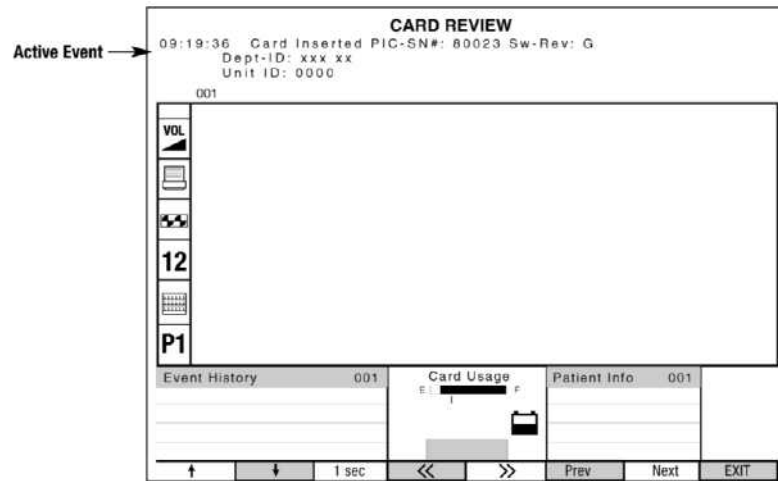 CARD REVIEW
Active Event
09:19:36 Card Inserted PIC-SN#: 80023 Sw-Rev: G
Dept-ID: xxx xx
Unit ID: 0000
001
VOL
12
P1
Event History 001
Card Usage
E F
Patient Info 001
1 sec
<< >>
Prev
Next
EXIT